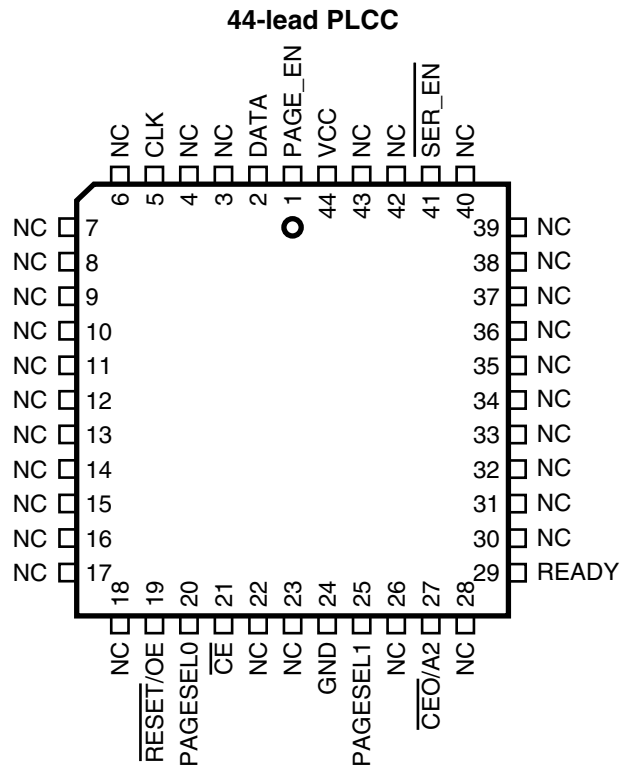 44-lead PLCC
NC
CLK
NC
NC
DATA
PAGE_EN
VCC
NC
NC
SER_EN
NC
6
5
4
3
2
1
44
43
42
41
40
NC 7
NC 8
NC 9
NC 10
NC 11
NC 12
NC 13
NC 14
NC 15
NC 16
NC 17
39 NC
38 NC
37 NC
36 NC
35 NC
34 NC
33 NC
32 NC
31 NC
30 NC
29 READY
18
19
20
21
22
23
24
25
26
27
28
NC
RESET/OE
PAGESEL0
CE
NC
NC
GND
PAGESEL1
NC
CEO/A2
NC